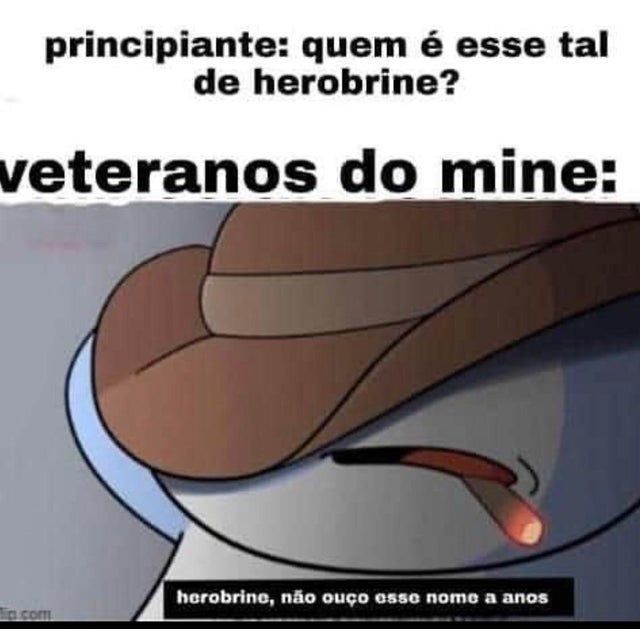 principiante: quem é esse tal
de herobrine?
veteranos do mine:
herobrine, não ouço esse nome a anos